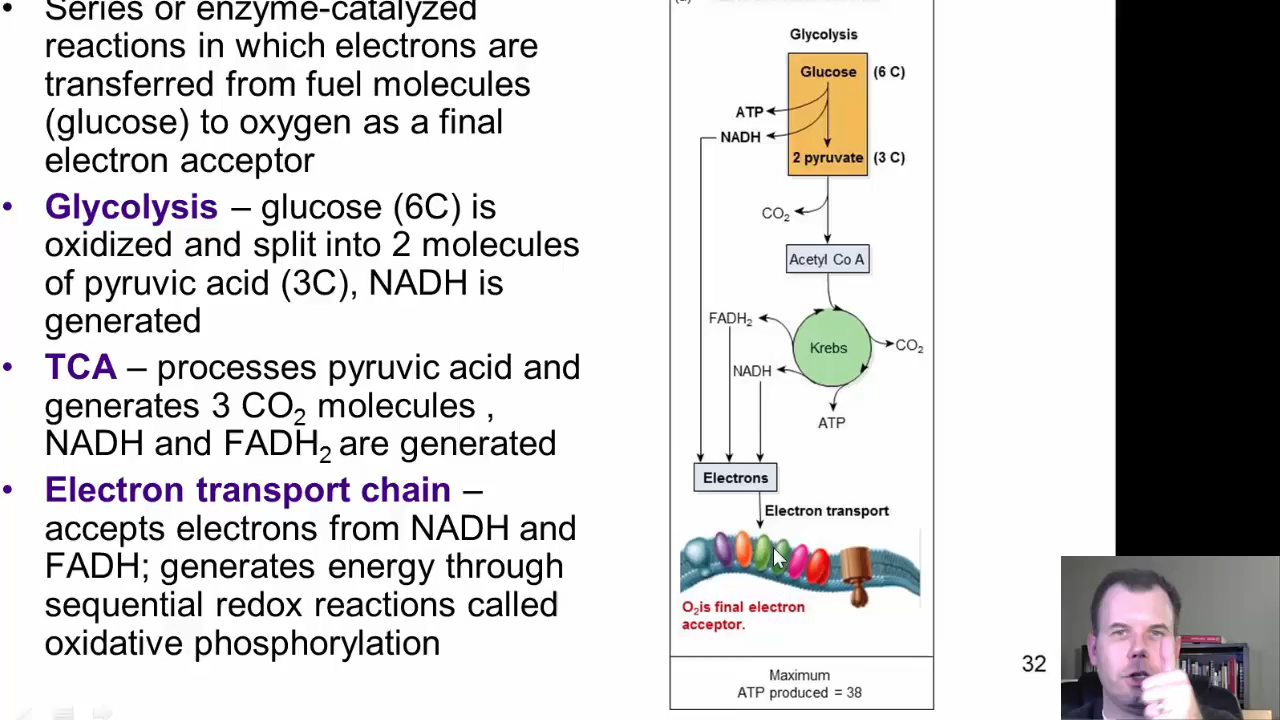 • Series of enzyme-catalyzed
reactions in which electrons are
transferred from fuel molecules
(glucose) to oxygen as a final
electron acceptor
• Glycolysis – glucose (6C) is
oxidized and split into 2 molecules
of pyruvic acid (3C), NADH is
generated
• TCA – processes pyruvic acid and
generates 3 CO₂ molecules ,
NADH and FADH₂ are generated
• Electron transport chain –
accepts electrons from NADH and
FADH; generates energy through
sequential redox reactions called
oxidative phosphorylation
Glycolysis
Glucose (6 C)
ATP
NADH
2 pyruvate (3 C)
CO₂
Acetyl Co A
FADH₂
Krebs
CO₂
NADH
ATP
Electrons
Electron transport
O₂is final electron
acceptor.
Maximum
ATP produced = 38
32